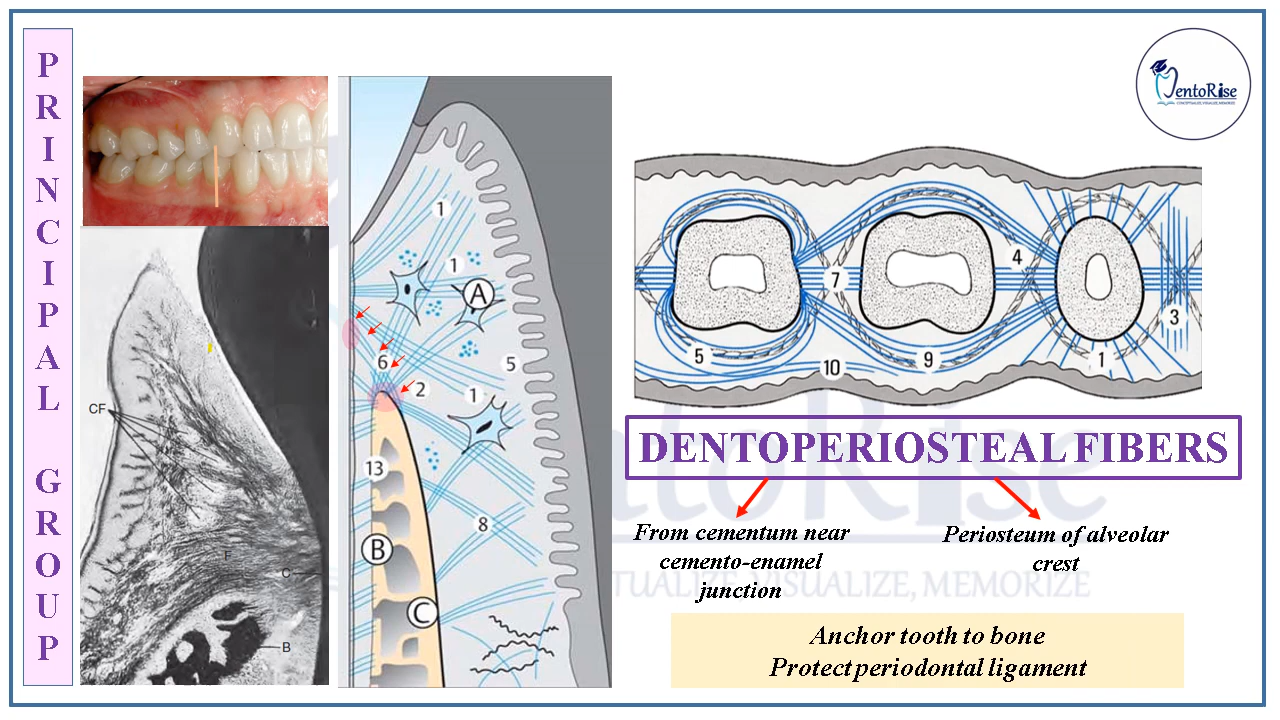 PRINCIPAL GROUP
DentoRise
CONCEPTUALIZE, VISUALIZE, MEMORIZE
CF
F
C
B
1
1
A
6
2
1
5
13
8
B
C
7
4
3
5
10
9
1
DENTOPERIOSTEAL FIBERS
From cementum near
cemento-enamel
junction
Periosteum of alveolar
crest
Anchor tooth to bone
Protect periodontal ligament